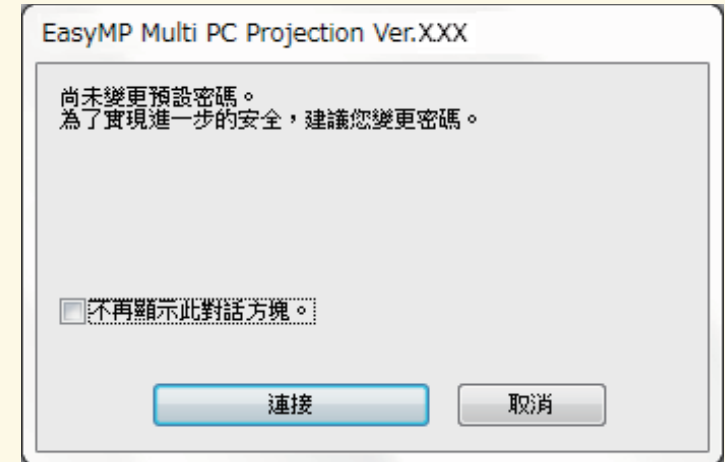 EasyMP Multi PC Projection Ver.X.XX
尚未變更預設密碼。
為了實現進一步的安全，建議您變更密碼。
不再顯示此對話方塊。
連接
取消